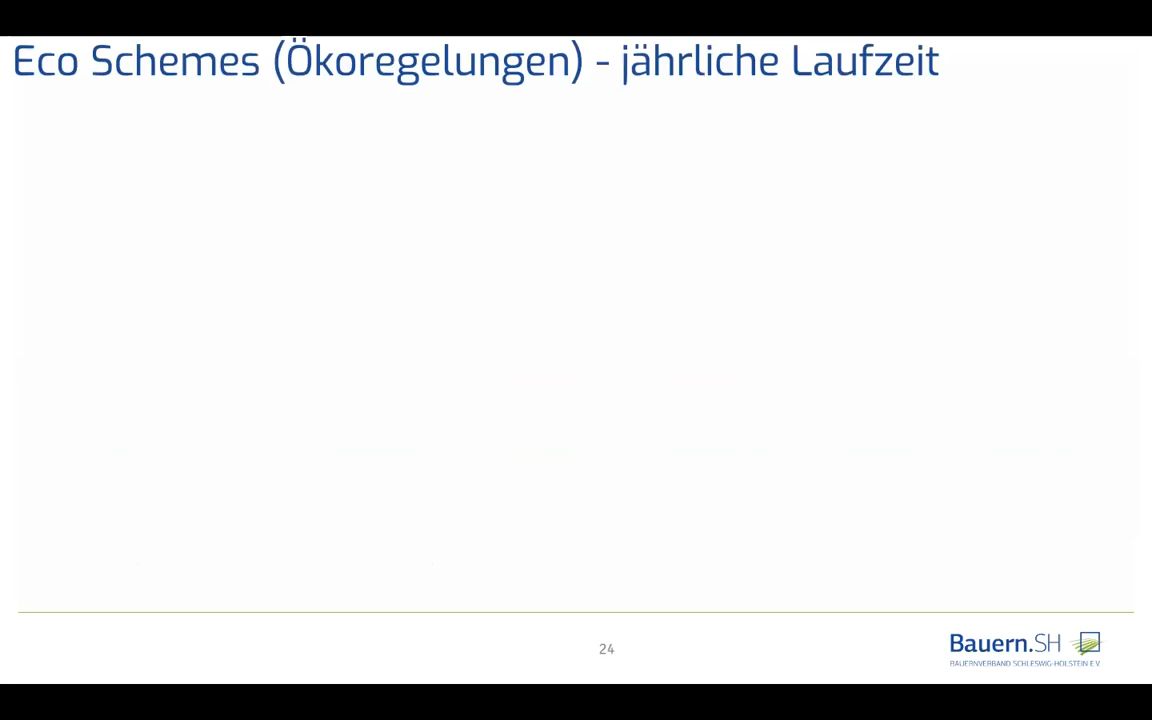 Eco Schemes (Ökoregelungen) - jährliche Laufzeit
24
Bauern.SH
BAUERNVERBAND SCHLESWIG-HOLSTEIN E.V.